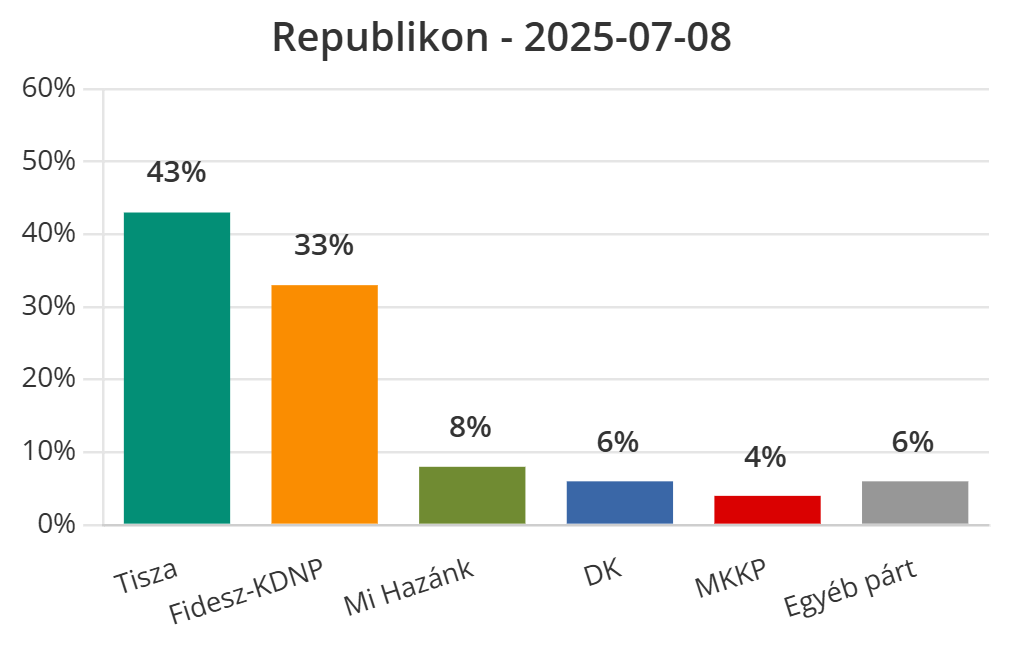 Republikon - 2025-07-08
60%
50%
40%
30%
20%
10%
0%
43%
33%
8%
6%
4%
6%
Tisza
Fidesz-KDNP
Mi Hazánk
DK
MKKP
Egyéb párt